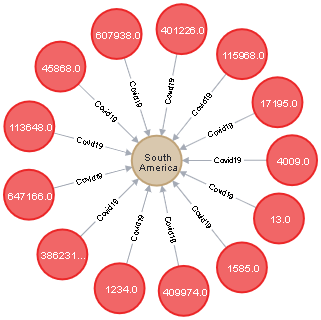 607938.0
401226.0
115968.0
45868.0
17195.0
113648.0
4009.0
647166.0
13.0
386231...
1585.0
1234.0
409974.0
South
America
Covid19
Covid19
Covid19
Covid19
Covid19
Covid19
Covid19
Covid19
Covid19
Covid19
Covid19
Covid19
Covid19